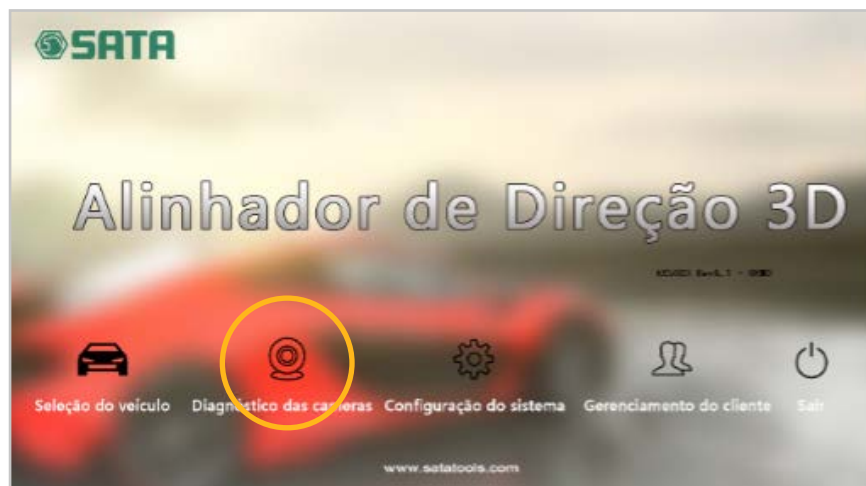 SATA
Alinhador de Direção 3D
Seleção do veículo Diagnóstico das cameras Configuração do sistema Gerenciamento do cliente Sair
www.satatools.com